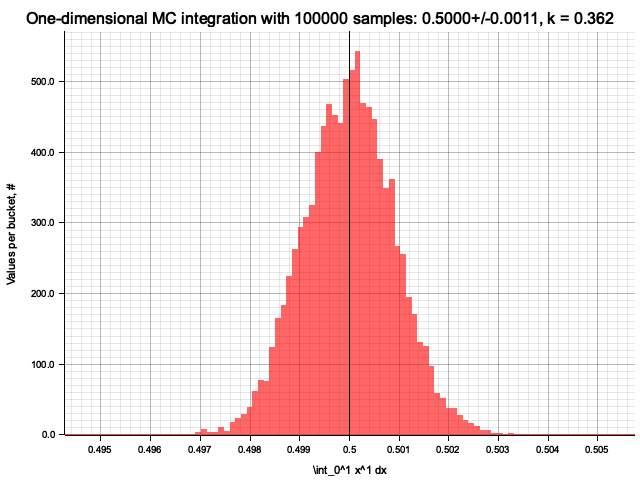 One-dimensional MC integration with 100000 samples: 0.5000+/-0.0011, k = 0.362
Values per bucket, #
500.0
400.0
300.0
200.0
100.0
0.0
0.495 0.496 0.497 0.498 0.499 0.5 0.501 0.502 0.503 0.504 0.505
\int_0^1 x^1 dx